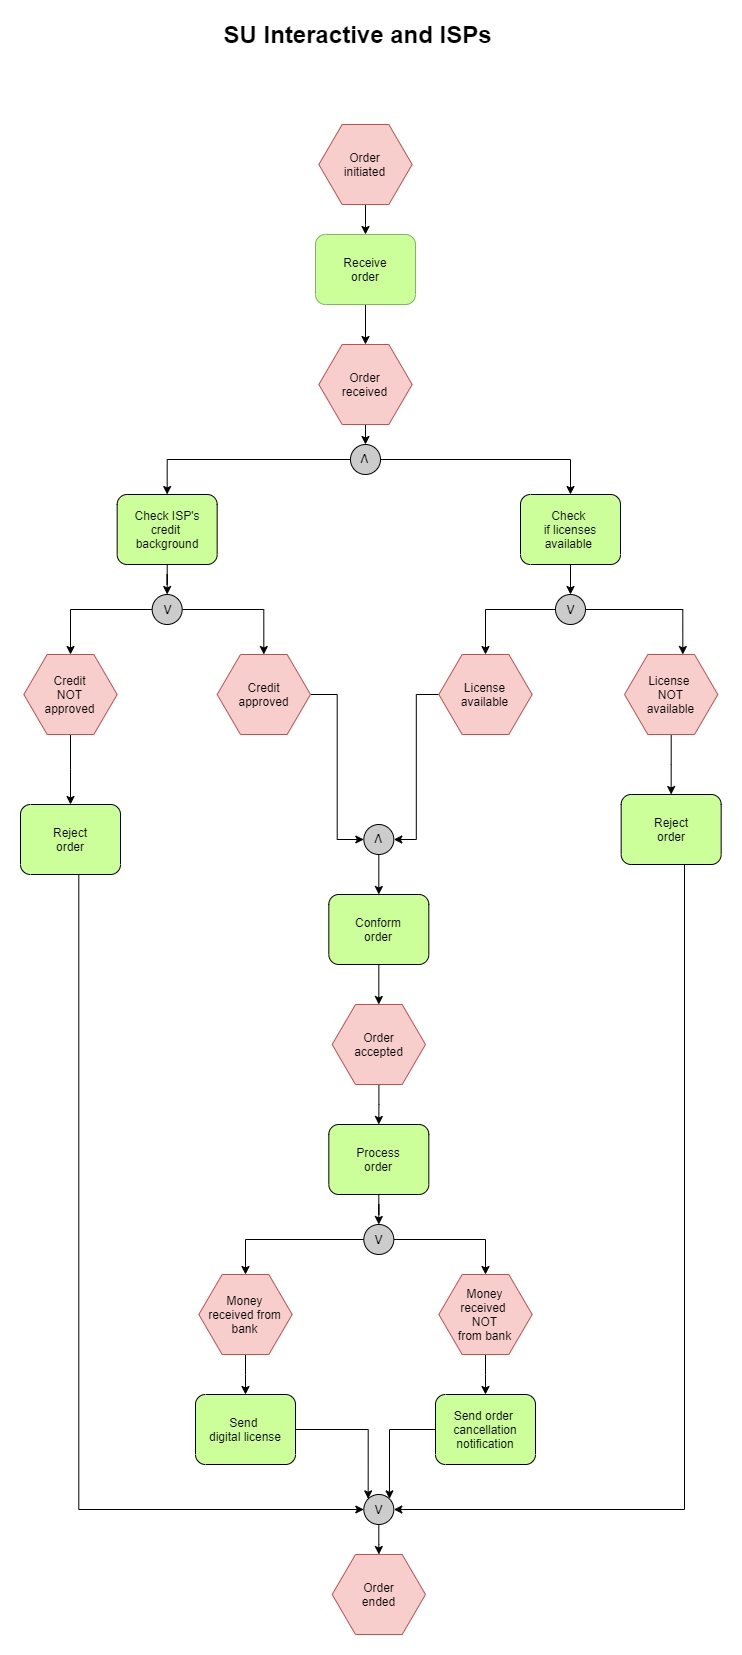 SU Interactive and ISPs
Order
initiated
Receive
order
Order
received
Λ
Check ISP's
credit
background
Check
if licenses
available
V
V
Credit
NOT
approved
Credit
approved
License
available
License
NOT
available
Reject
order
Reject
order
Λ
Conform
order
Order
accepted
Process
order
V
Money
received from
bank
Money
received
NOT
from bank
Send
digital license
Send order
cancellation
notification
V
Order
ended